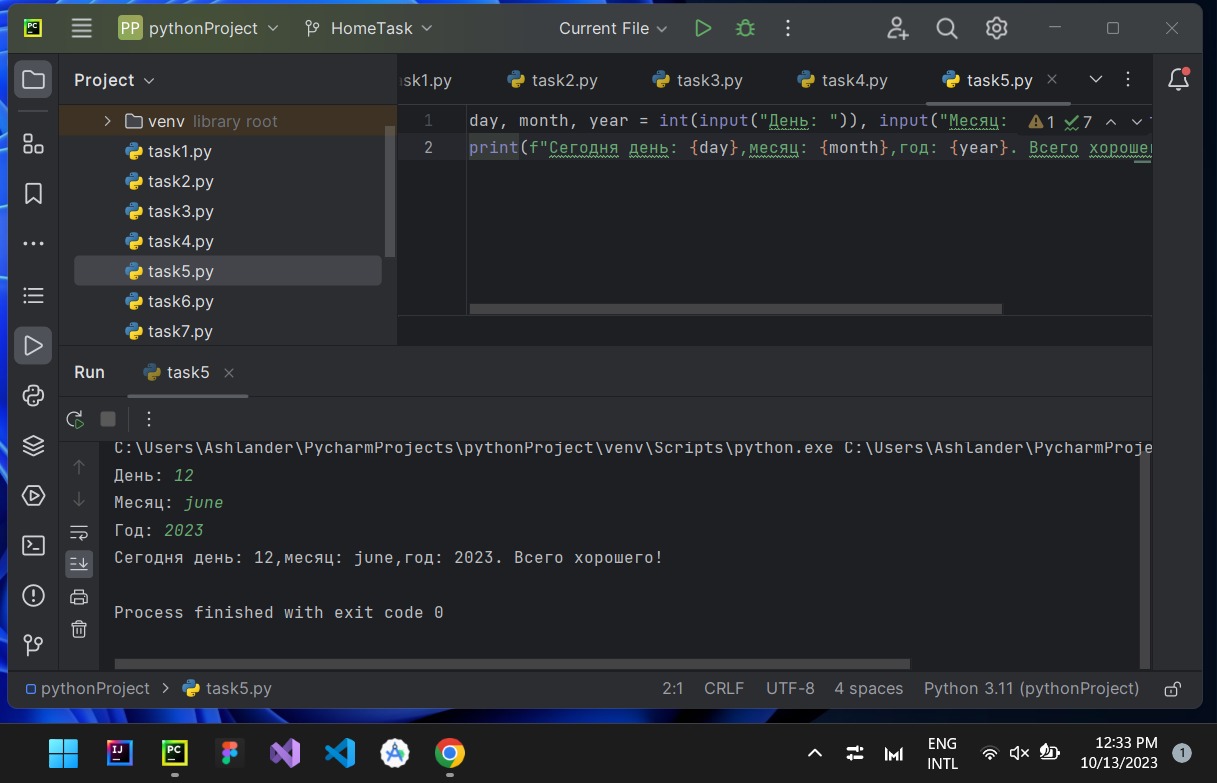 PC
PP pythonProject HomeTask Current File
Project
sk1.py task2.py task3.py task4.py task5.py
venv library root
task1.py
task2.py
task3.py
task4.py
task5.py
task6.py
task7.py
1 day, month, year = int(input("День: ")), input("Месяц: 1 7
2 print(f"Сегодня день: {day},месяц: {month},год: {year}. Всего хороше
Run task5
C:\Users\Ashlander\PycharmProjects\pythonProject\venv\Scripts\python.exe C:\Users\Ashlander\PycharmProje
День: 12
Месяц: june
Год: 2023
Сегодня день: 12,месяц: june,год: 2023. Всего хорошего!
Process finished with exit code 0
pythonProject task5.py 2:1 CRLF UTF-8 4 spaces Python 3.11 (pythonProject)
IJ PC
ENG
INTL
12:33 PM
10/13/2023
1